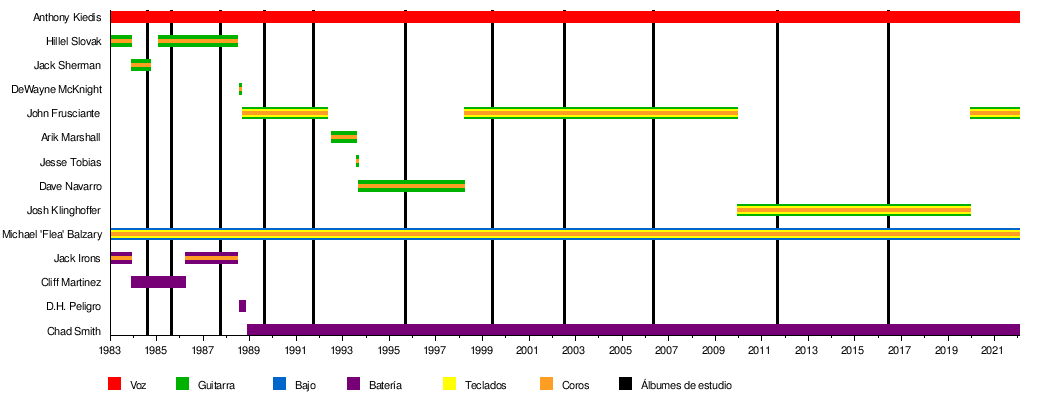 Anthony Kiedis
Hillel Slovak
Jack Sherman
DeWayne McKnight
John Frusciante
Arik Marshall
Jesse Tobias
Dave Navarro
Josh Klinghoffer
Michael 'Flea' Balzary
Jack Irons
Cliff Martinez
D.H. Peligro
Chad Smith
1983 1985 1987 1989 1991 1993 1995 1997 1999 2001 2003 2005 2007 2009 2011 2013 2015 2017 2019 2021
Voz Guitarra Bajo Batería Teclados Coros Álbumes de estudio